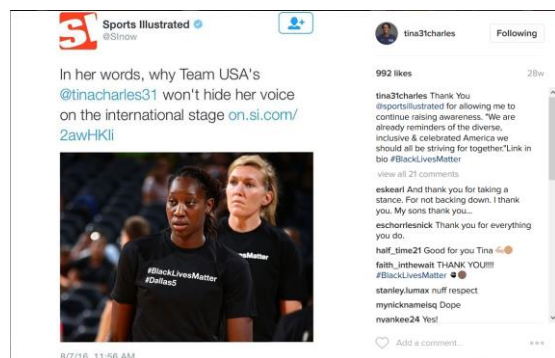 Sports Illustrated
@SInow
In her words, why Team USA's
@tinacharles31 won't hide her voice
on the international stage on.si.com/
2awHKIi
#BlackLivesMatter
#Dallas5
sMatter
8/7/16, 11:56 AM
tina31charles
Following
992 likes
28w
tina31charles Thank You
@sportsillustrated for allowing me to
continue raising awareness. "We are
already reminders of the diverse,
inclusive & celebrated America we
should all be striving for together."Link in
bio #BlackLivesMatter
view all 21 comments
eskearl And thank you for taking a
stance. For not backing down. I thank
you. My sons thank you...
eschorrlesnick Thank you for everything
you do.
half_time21 Good for you Tina
faith_inthewait THANK YOU!!!!
#BlackLivesMatter
stanley.lumax nuff respect
mynicknameisq Dope
nvankee24 Yes!
Add a comment...